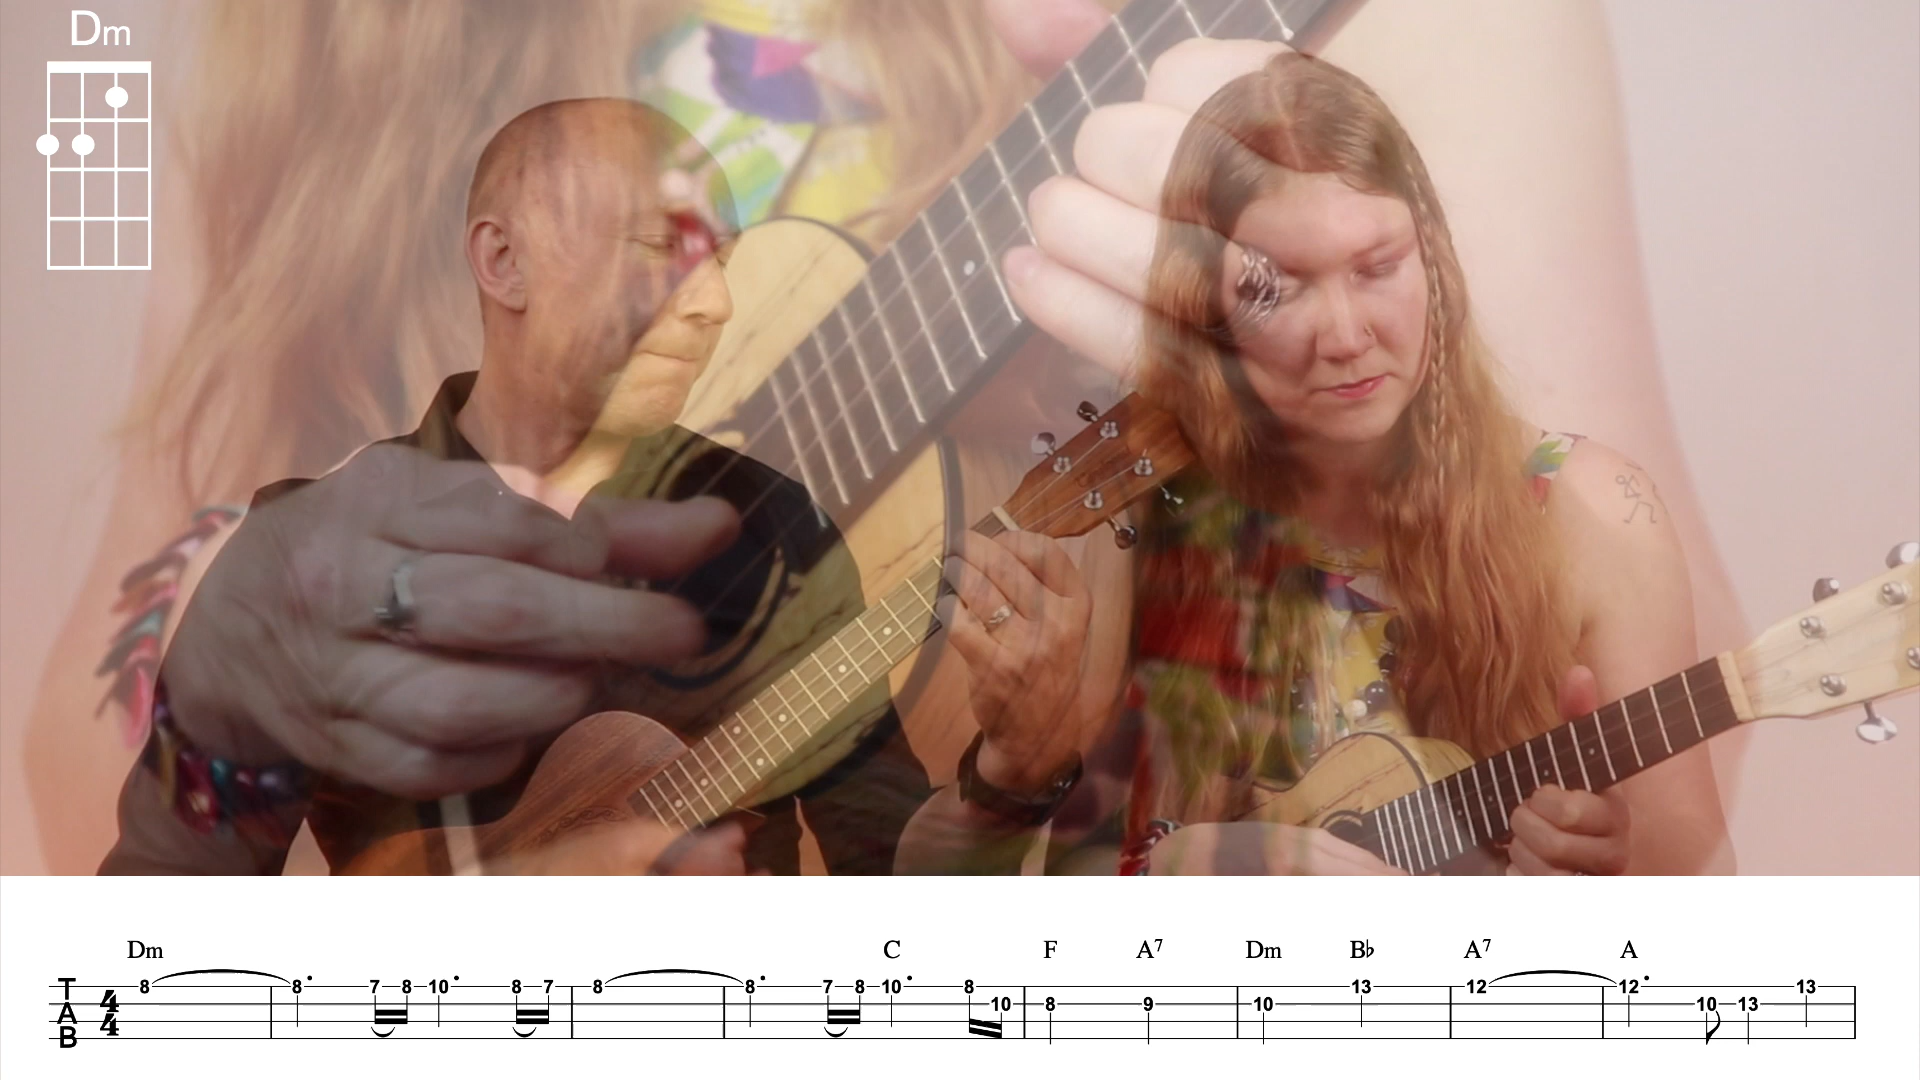 Dm
Dm C F A7 Dm B♭ A7 A
T 4 8 8 7 8 10 8 7 8 8 7 8 10 8 13 12 12 13
A 4 10 8 9 10 10 13
B